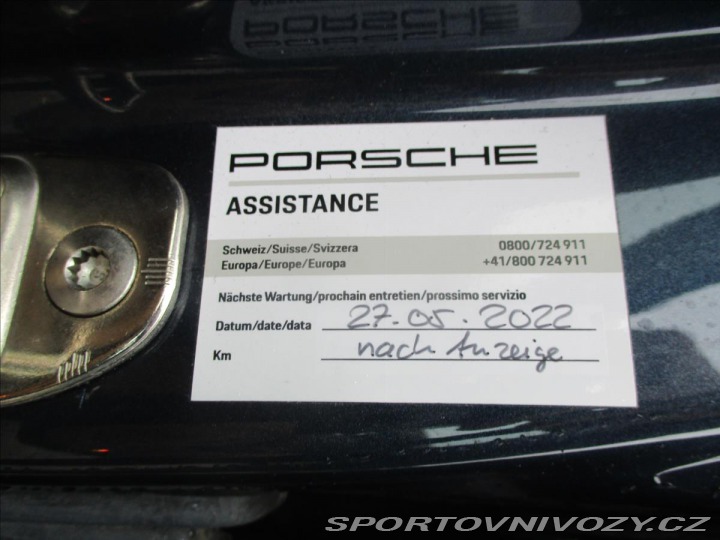 PORSCHE
ASSISTANCE
Schweiz/Suisse/Svizzera 0800/724 911
Europa/Europe/Europa +41/800 724 911
Nächste Wartung/prochain entretien/prossimo servizio
Datum/date/data 27.05.2022
Km nach Anzeige
SPORTOVNIVOZY.CZ